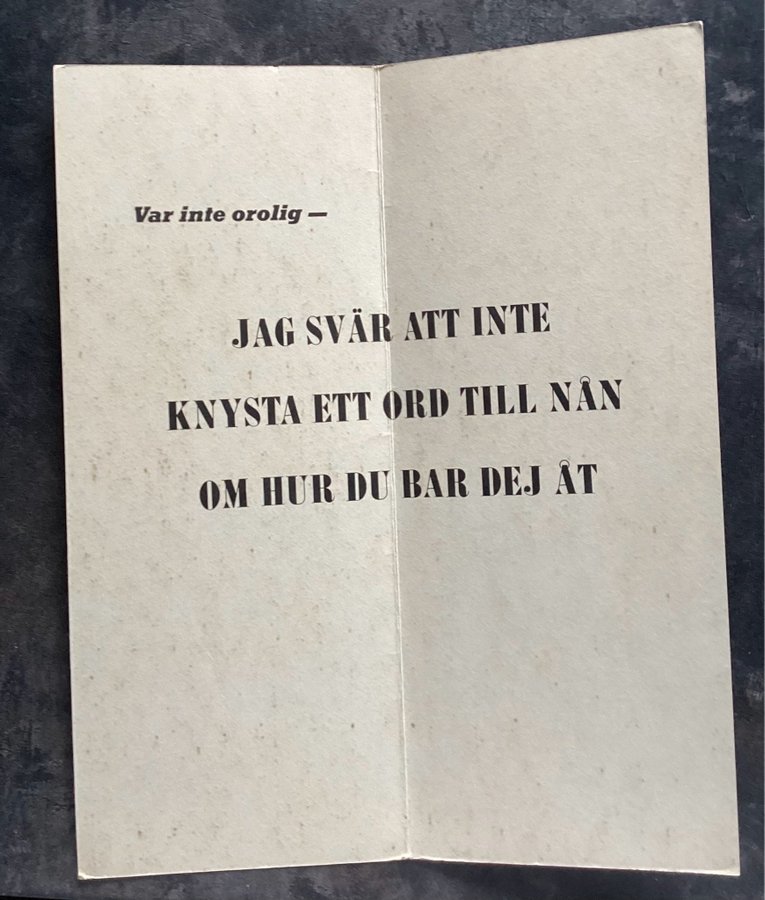 Var inte orolig —
JAG SVÄR ATT INTE
KNYSTA ETT ORD TILL NÅN
OM HUR DU BAR DEJ ÅT